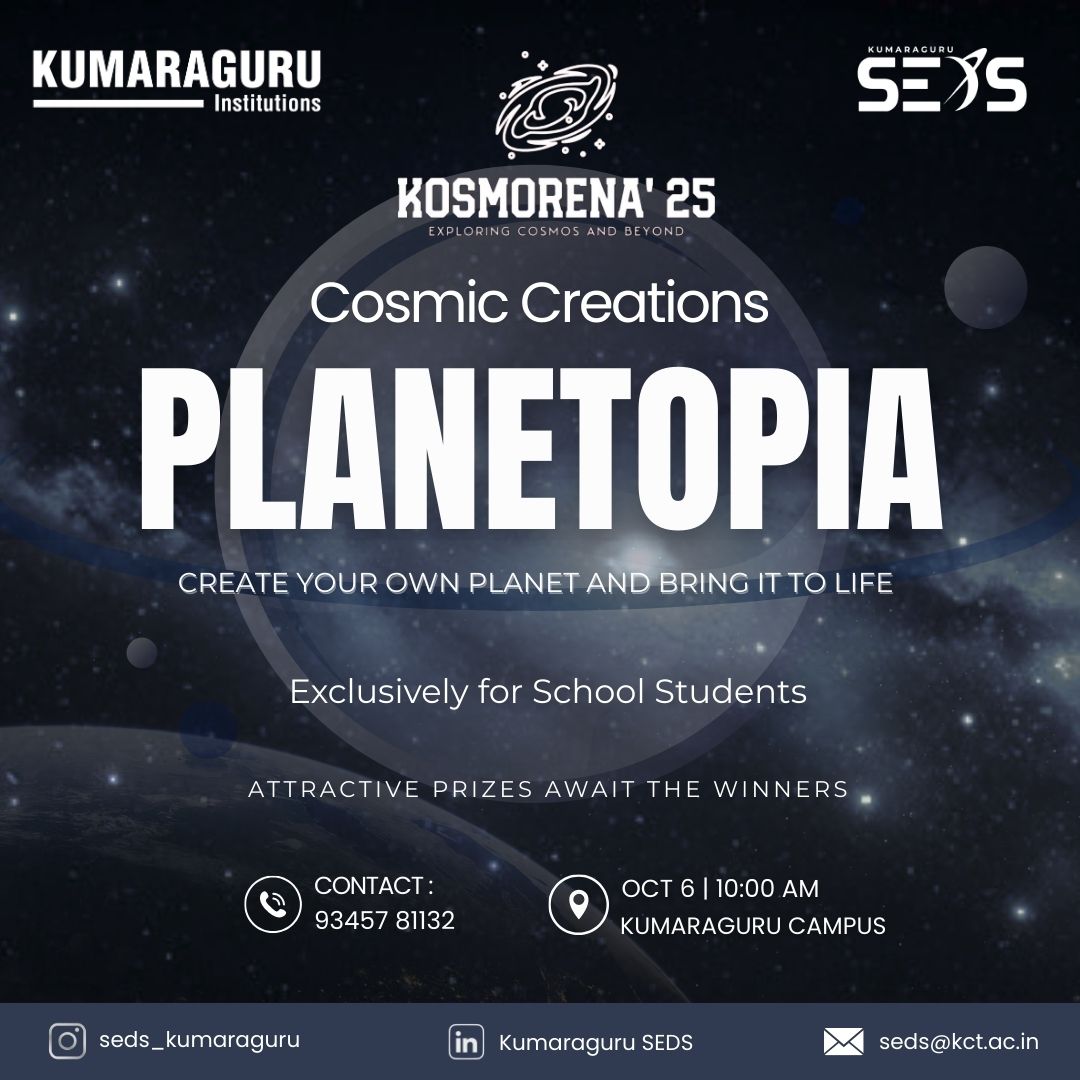 KUMARAGURU
Institutions
KUMARAGURU
SEDS
KOSMORENA' 25
EXPLORING COSMOS AND BEYOND
Cosmic Creations
PLANETOPIA
CREATE YOUR OWN PLANET AND BRING IT TO LIFE
Exclusively for School Students
ATTRACTIVE PRIZES AWAIT THE WINNERS
CONTACT :
93457 81132
OCT 6 | 10:00 AM
KUMARAGURU CAMPUS
seds_kumaraguru
in
Kumaraguru SEDS
seds@kct.ac.in